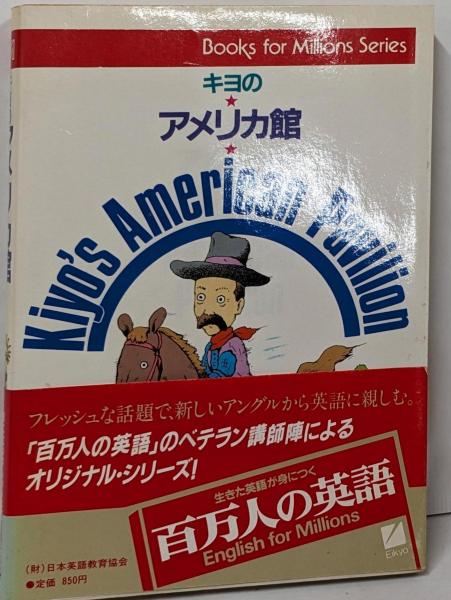 Books for Millions Series
キヨの
★
アメリカ館
★
Kiyo's American Pavilion
フレッシュな話題で、新しいアングルから英語に親しむ。
「百万人の英語」のベテラン講師陣による
オリジナル・シリーズ!
生きた英語が身につく
百万人の英語
English for Millions
Eikyo
(財)日本英語教育協会
●定価 850円